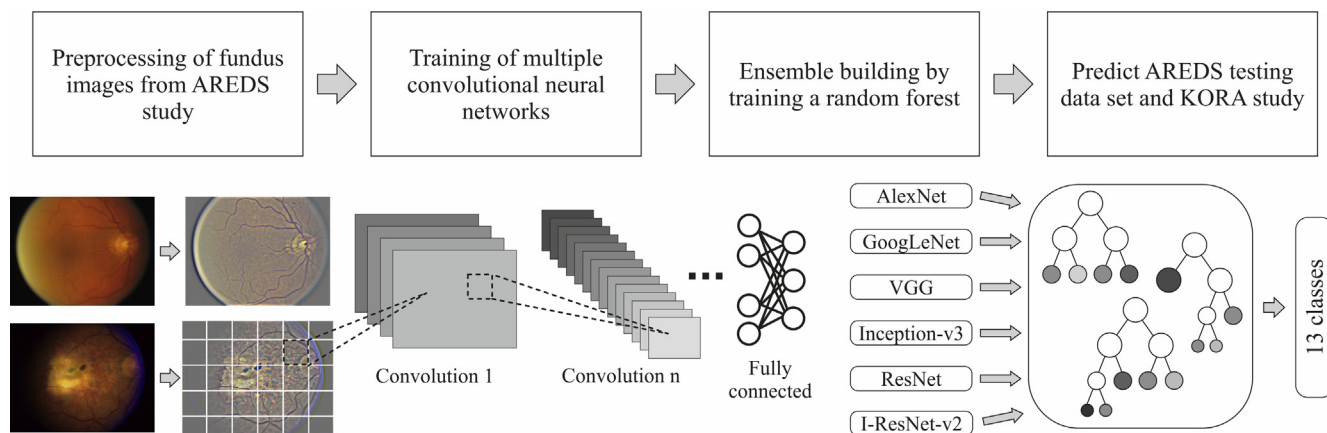 Preprocessing of fundus
images from AREDS
study
Training of multiple
convolutional neural
networks
Ensemble building by
training a random forest
Predict AREDS testing
data set and KORA study
Convolution 1
Convolution n
Fully
connected
AlexNet
GoogLeNet
VGG
Inception-v3
ResNet
I-ResNet-v2
13 classes